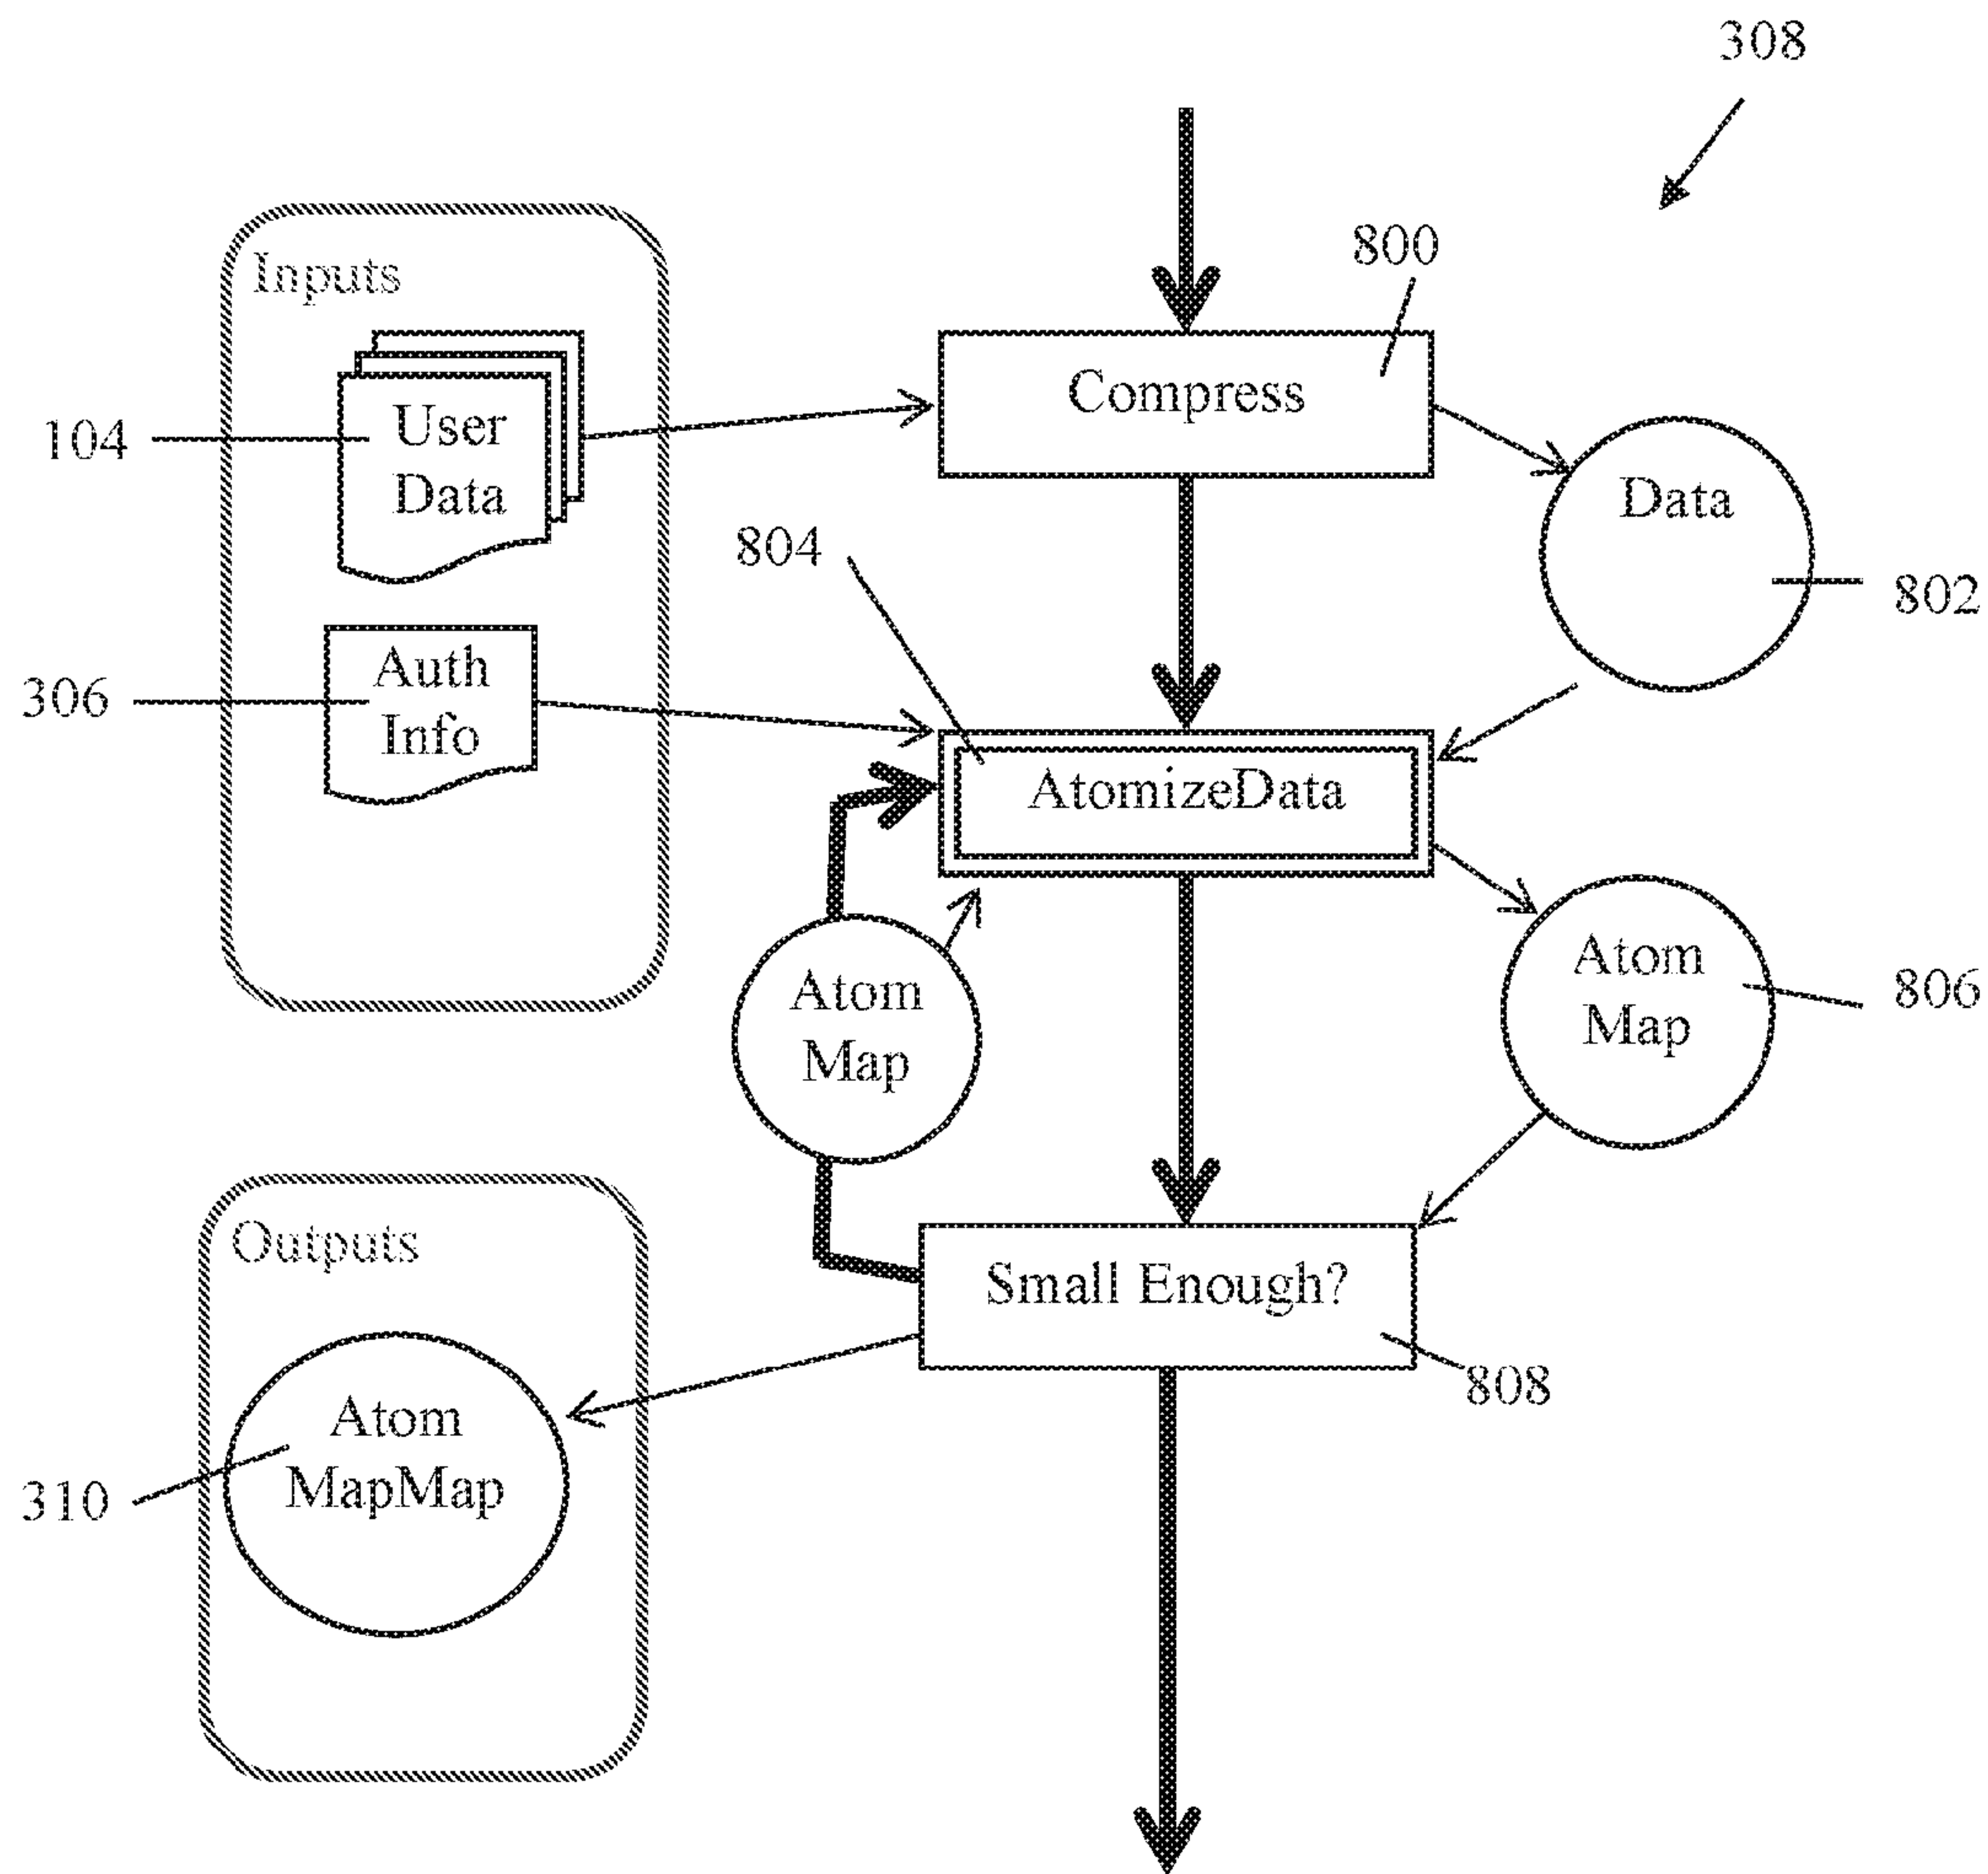 308
800
Inputs
Compress
User
Data
104
Data
802
804
Auth
Info
306
AtomizeData
Atom
Map
806
Atom
Map
Outputs
Small Enough?
808
Atom
MapMap
310